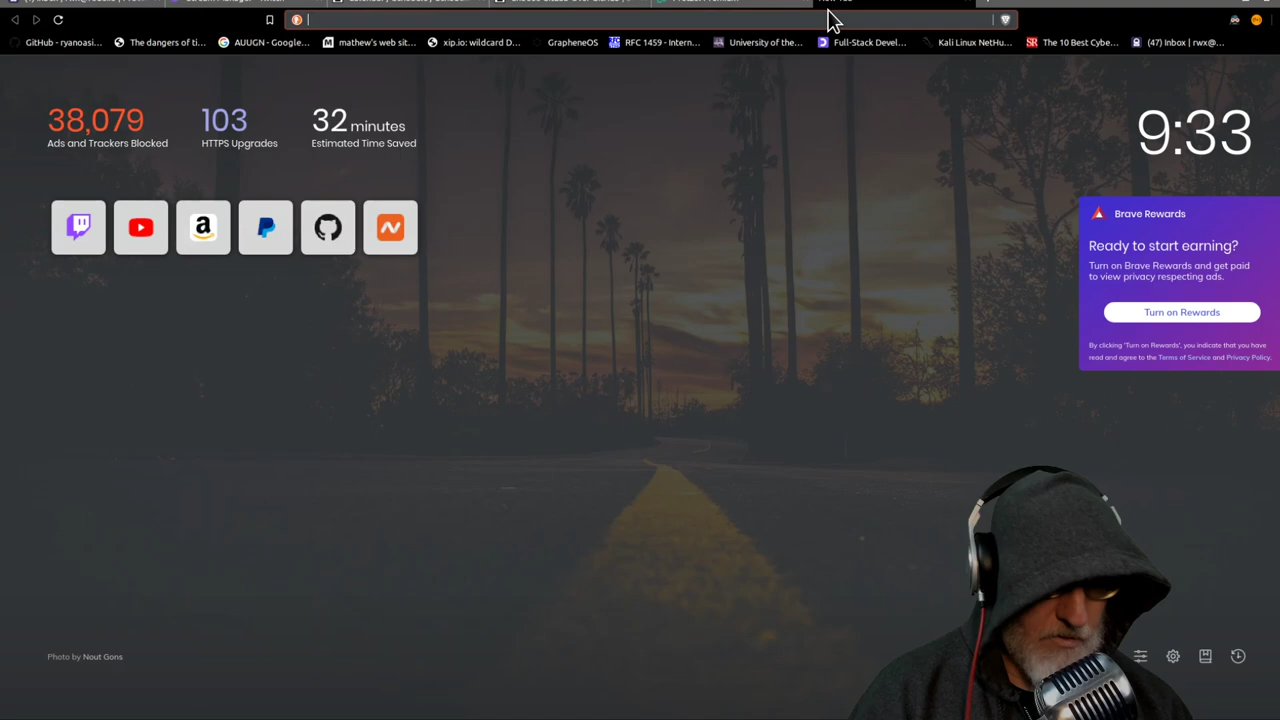 GitHub - ryanoasi... The dangers of ti... AUUGN - Google... mathew's web sit... xip.io: wildcard D... GrapheneOS RFC 1459 - Intern... University of the... Full-Stack Devel... Kali Linux NetHu... The 10 Best Cybe... (47) Inbox | rwx@...
38,079
Ads and Trackers Blocked
103
HTTPS Upgrades
32 minutes
Estimated Time Saved
9:33
Brave Rewards
Ready to start earning?
Turn on Brave Rewards and get paid
to view privacy respecting ads.
Turn on Rewards
By clicking 'Turn on Rewards', you indicate that you have
read and agree to the Terms of Service and Privacy Policy.
Photo by Nout Gons